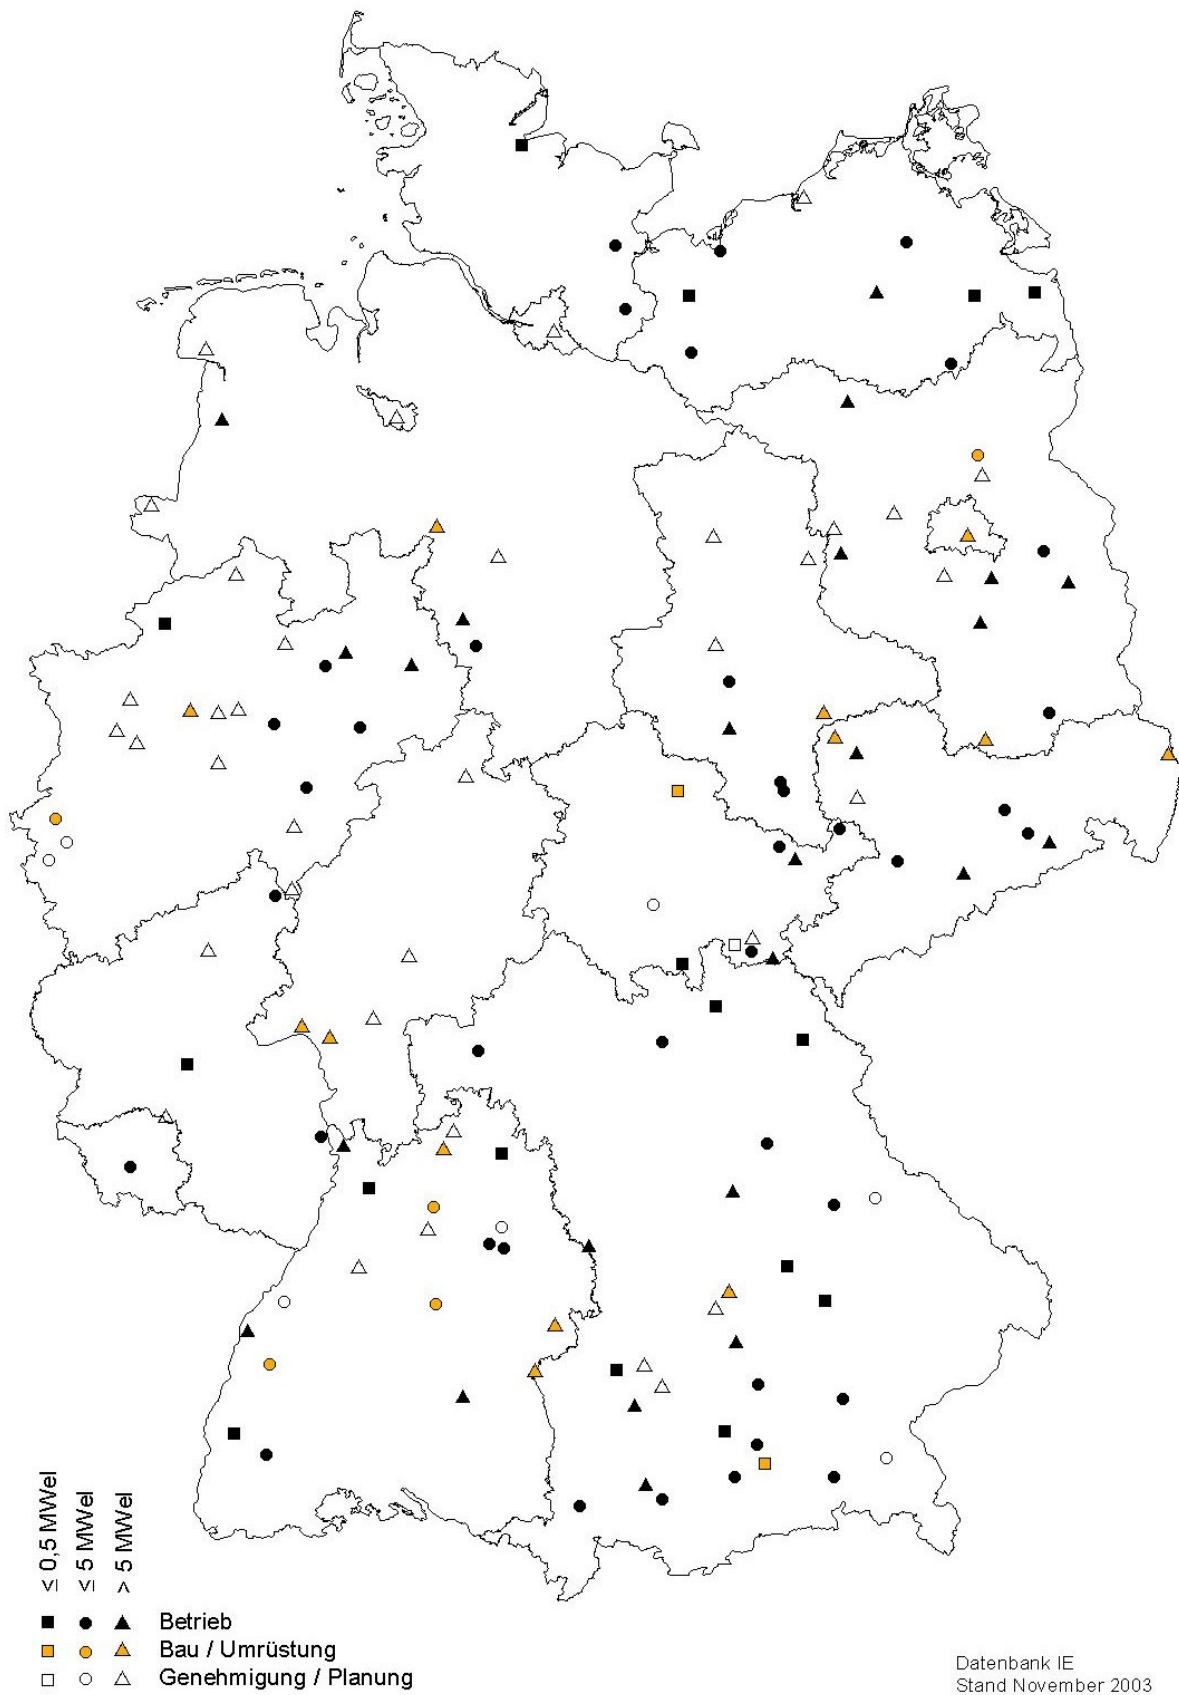 ≤ 0,5 MWel
≤ 5 MWel
> 5 MWel
Betrieb
Bau / Umrüstung
Genehmigung / Planung
Datenbank IE
Stand November 2003